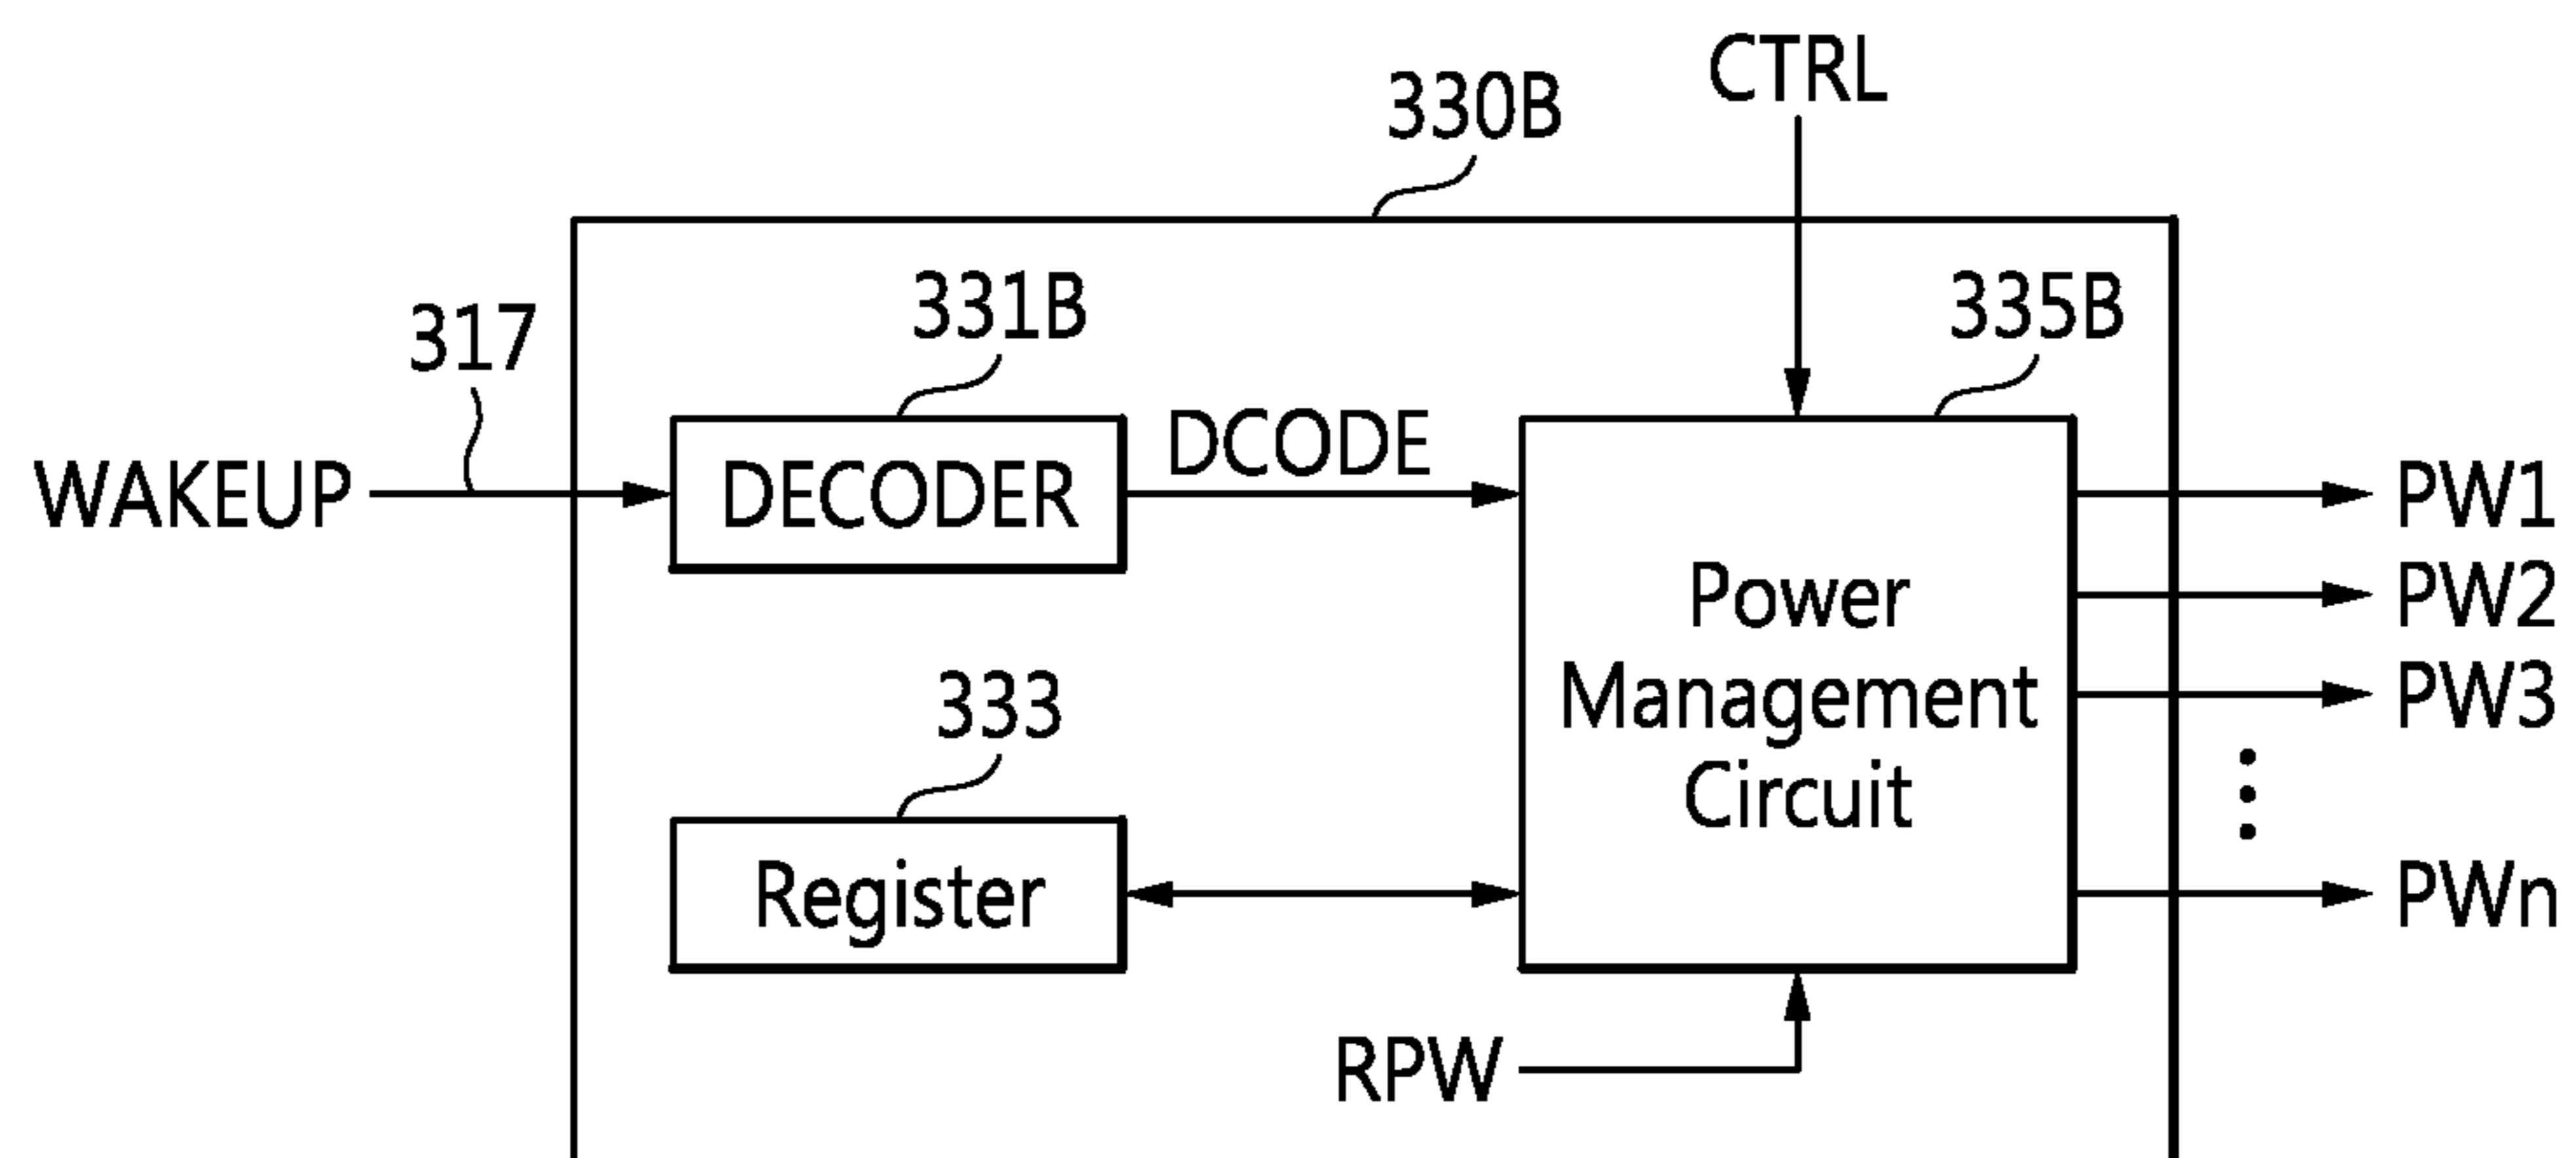 CTRL
330B
331B
335B
317
DCODE
WAKEUP
DECODER
PW1
Power
PW2
Management
PW3
333
Circuit
Register
PWn
RPW